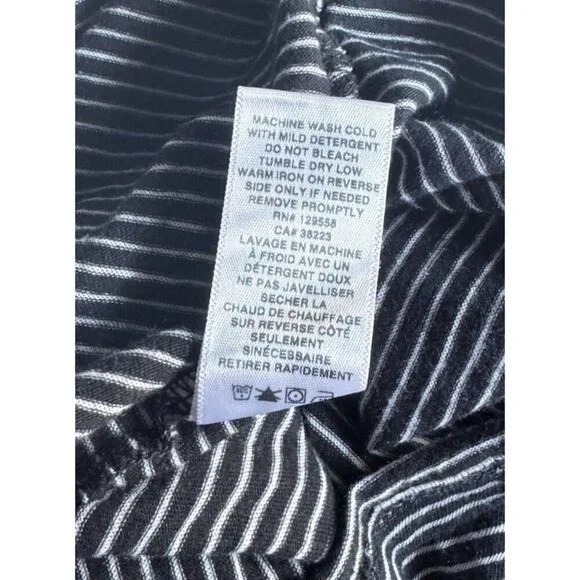 MACHINE WASH COLD
WITH MILD DETERGENT
DO NOT BLEACH
TUMBLE DRY LOW
WARM IRON ON REVERSE
SIDE ONLY IF NEEDED
REMOVE PROMPTLY
RN# 129558
CA# 38223
LAVAGE EN MACHINE
À FROID AVEC UN
DÉTERGENT DOUX
NE PAS JAVELLISER
SECHER LA
CHAUD DE CHAUFFAGE
SUR REVERSE CÔTÉ
SEULEMENT
SINÉCESSAIRE
RETIRER RAPIDEMENT